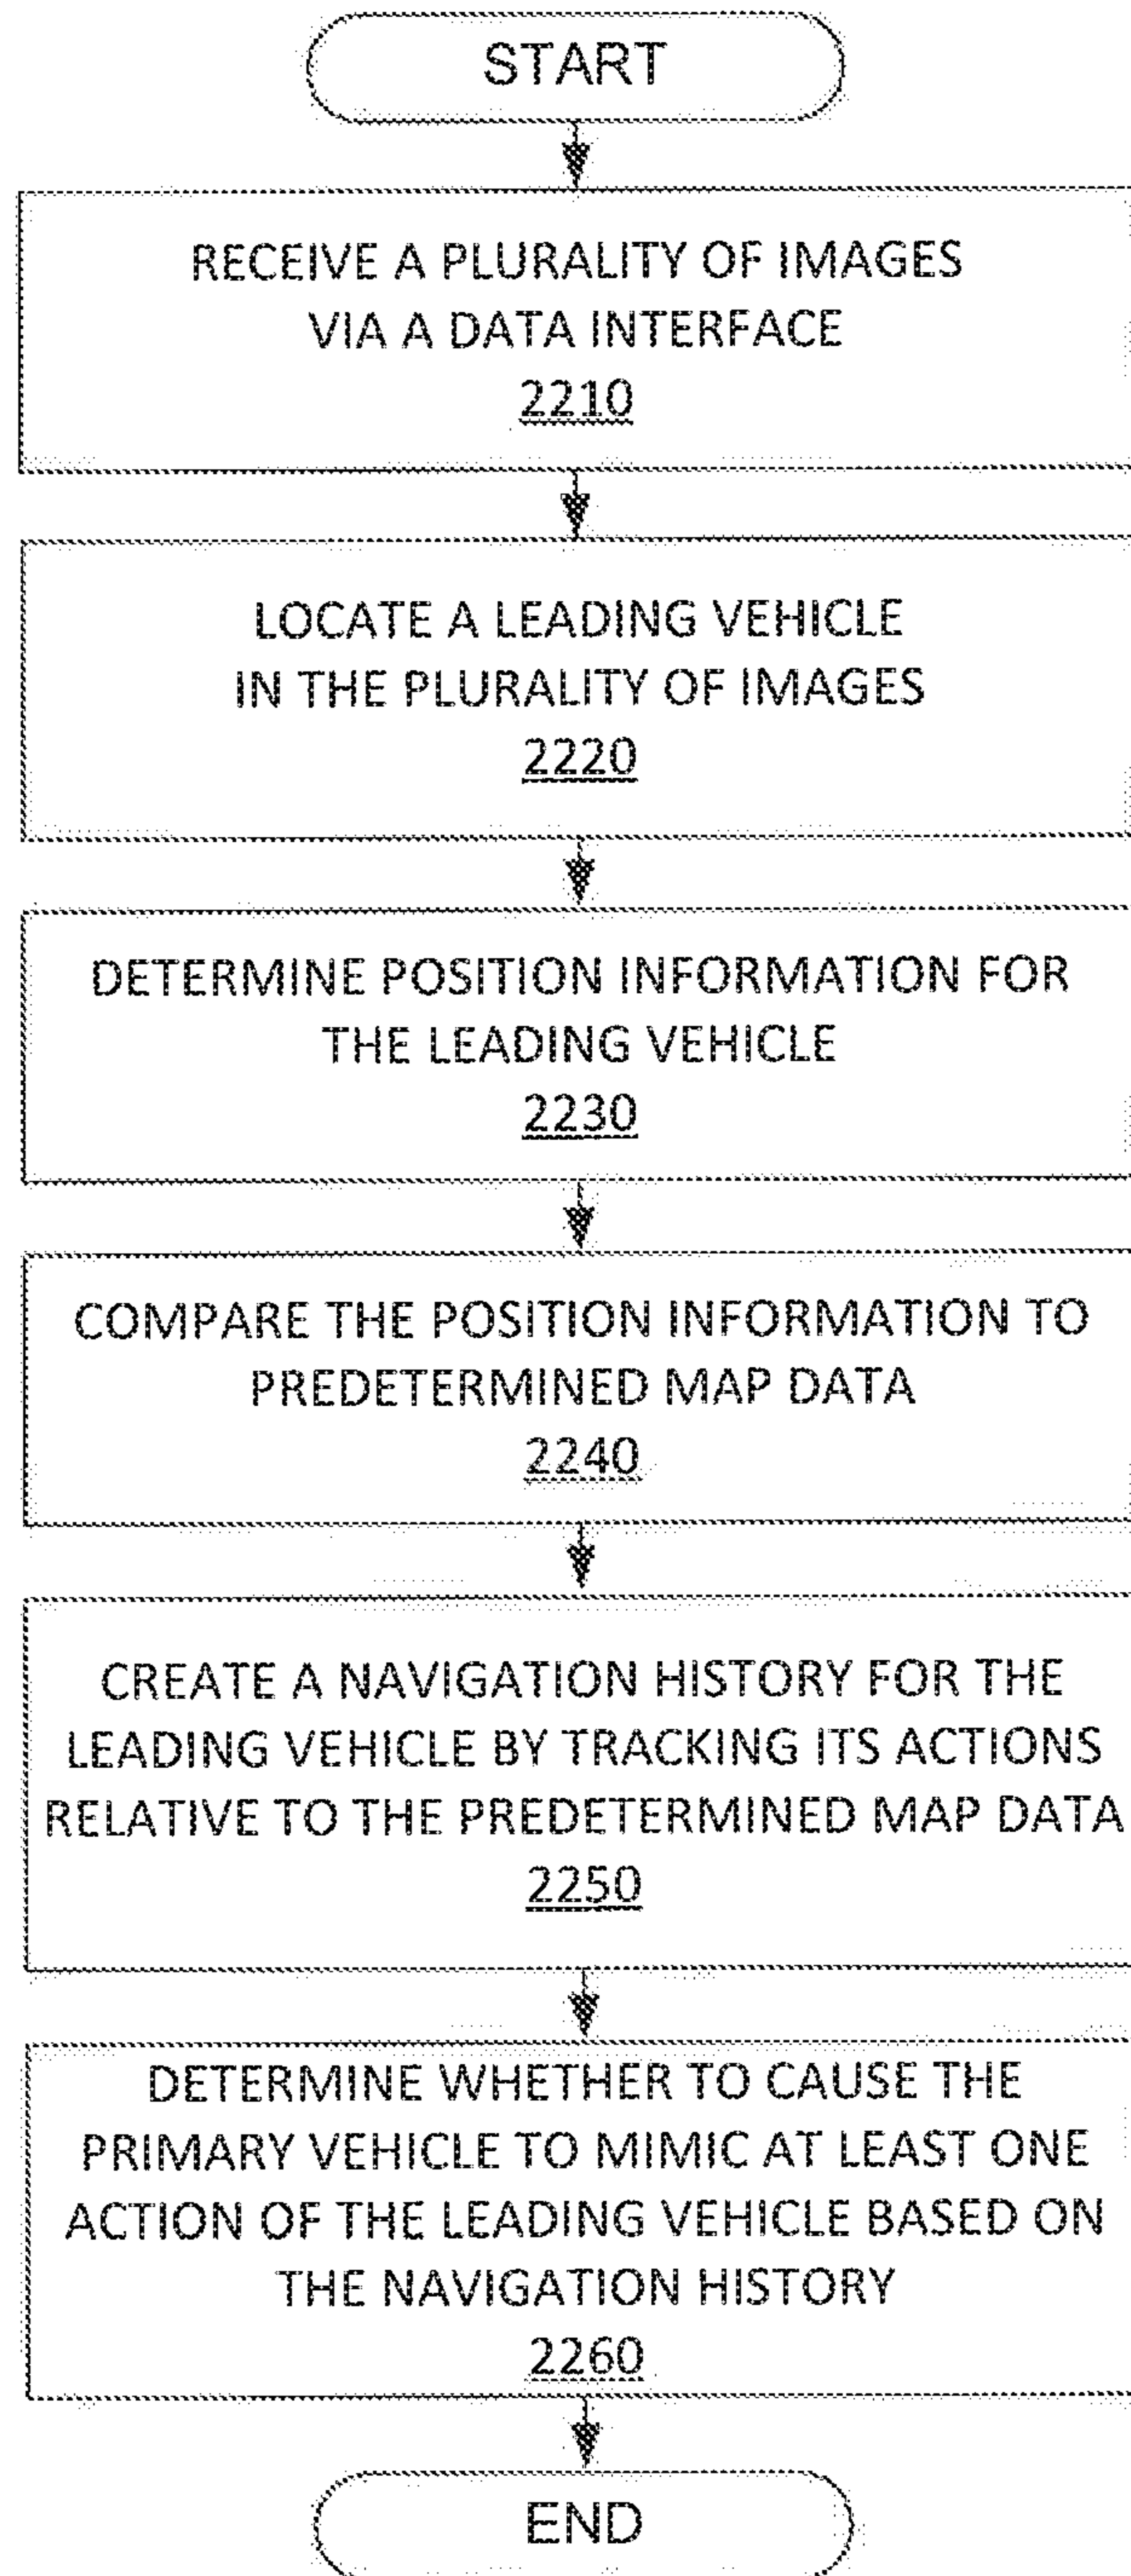 START
RECEIVE A PLURALITY OF IMAGES
VIA A DATA INTERFACE
2210
LOCATE A LEADING VEHICLE
IN THE PLURALITY OF IMAGES
2220
DETERMINE POSITION INFORMATION FOR
THE LEADING VEHICLE
2230
COMPARE THE POSITION INFORMATION TO
PREDETERMINED MAP DATA
2240
CREATE A NAVIGATION HISTORY FOR THE
LEADING VEHICLE BY TRACKING ITS ACTIONS
RELATIVE TO THE PREDETERMINED MAP DATA
2250
DETERMINE WHETHER TO CAUSE THE
PRIMARY VEHICLE TO MIMIC AT LEAST ONE
ACTION OF THE LEADING VEHICLE BASED ON
THE NAVIGATION HISTORY
2260
END